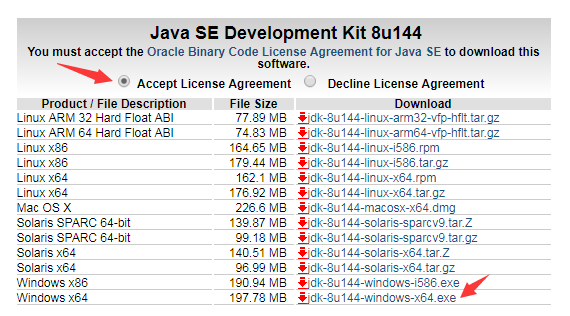 Java SE Development Kit 8u144
You must accept the Oracle Binary Code License Agreement for Java SE to download this
software.
Accept License Agreement Decline License Agreement
Product / File Description File Size Download
Linux ARM 32 Hard Float ABI 77.89 MB jdk-8u144-linux-arm32-vfp-hflt.tar.gz
Linux ARM 64 Hard Float ABI 74.83 MB jdk-8u144-linux-arm64-vfp-hflt.tar.gz
Linux x86 164.65 MB jdk-8u144-linux-i586.rpm
Linux x86 179.44 MB jdk-8u144-linux-i586.tar.gz
Linux x64 162.1 MB jdk-8u144-linux-x64.rpm
Linux x64 176.92 MB jdk-8u144-linux-x64.tar.gz
Mac OS X 226.6 MB jdk-8u144-macosx-x64.dmg
Solaris SPARC 64-bit 139.87 MB jdk-8u144-solaris-sparcv9.tar.Z
Solaris SPARC 64-bit 99.18 MB jdk-8u144-solaris-sparcv9.tar.gz
Solaris x64 140.51 MB jdk-8u144-solaris-x64.tar.Z
Solaris x64 96.99 MB jdk-8u144-solaris-x64.tar.gz
Windows x86 190.94 MB jdk-8u144-windows-i586.exe
Windows x64 197.78 MB jdk-8u144-windows-x64.exe